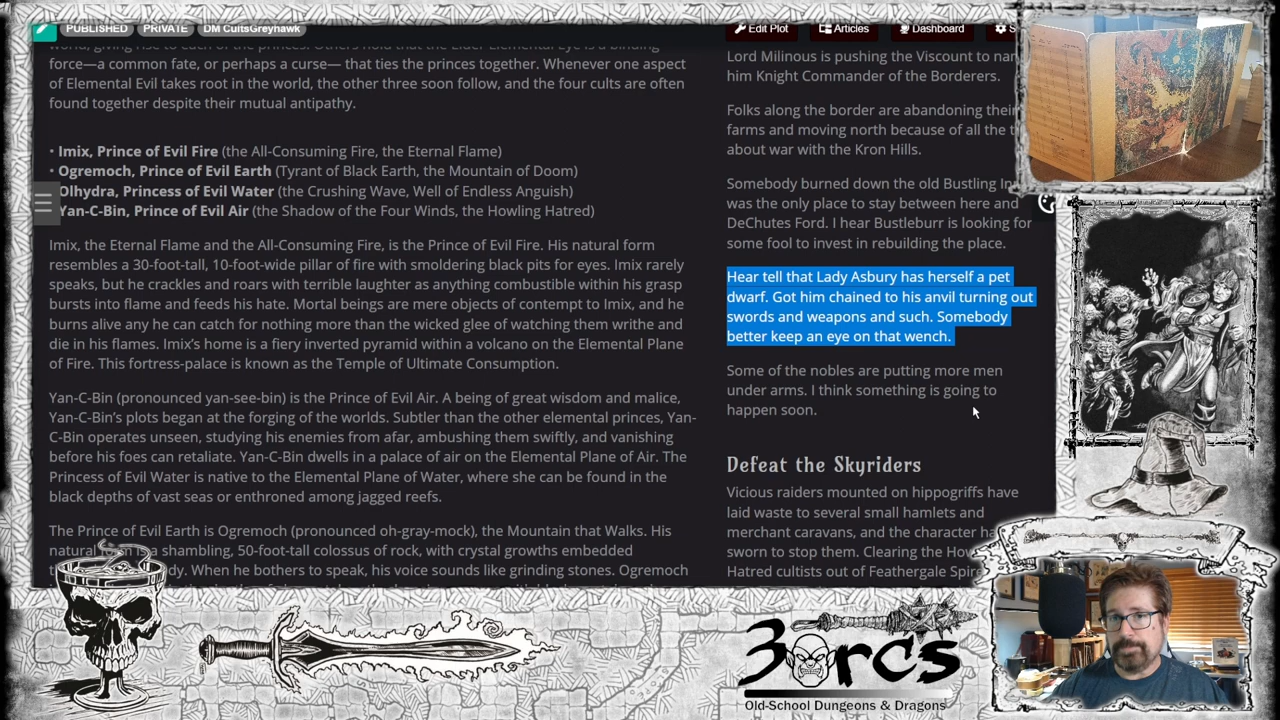 PUBLISHED PRIVATE DM CultsGreyhawk
Edit Plot Articles Dashboard S
world, giving rise to each of the princes. Others hold that the Elder Elemental Eye is a binding
force—a common fate, or perhaps a curse— that ties the princes together. Whenever one aspect
of Elemental Evil takes root in the world, the other three soon follow, and the four cults are often
found together despite their mutual antipathy.
• Imix, Prince of Evil Fire (the All-Consuming Fire, the Eternal Flame)
• Ogremoch, Prince of Evil Earth (Tyrant of Black Earth, the Mountain of Doom)
Olhydra, Princess of Evil Water (the Crushing Wave, Well of Endless Anguish)
Yan-C-Bin, Prince of Evil Air (the Shadow of the Four Winds, the Howling Hatred)
Imix, the Eternal Flame and the All-Consuming Fire, is the Prince of Evil Fire. His natural form
resembles a 30-foot-tall, 10-foot-wide pillar of fire with smoldering black pits for eyes. Imix rarely
speaks, but he crackles and roars with terrible laughter as anything combustible within his grasp
bursts into flame and feeds his hate. Mortal beings are mere objects of contempt to Imix, and he
burns alive any he can catch for nothing more than the wicked glee of watching them writhe and
die in his flames. Imix's home is a fiery inverted pyramid within a volcano on the Elemental Plane
of Fire. This fortress-palace is known as the Temple of Ultimate Consumption.
Yan-C-Bin (pronounced yan-see-bin) is the Prince of Evil Air. A being of great wisdom and malice,
Yan-C-Bin's plots began at the forging of the worlds. Subtler than the other elemental princes, Yan-
C-Bin operates unseen, studying his enemies from afar, ambushing them swiftly, and vanishing
before his foes can retaliate. Yan-C-Bin dwells in a palace of air on the Elemental Plane of Air. The
Princess of Evil Water is native to the Elemental Plane of Water, where she can be found in the
black depths of vast seas or enthroned among jagged reefs.
The Prince of Evil Earth is Ogremoch (pronounced oh-gray-mock), the Mountain that Walks. His
natural a shambling, 50-foot-tall colossus of rock, with crystal growths embedded
When he bothers to speak, his voice sounds like grinding stones. Ogremoch
Lord Milinous is pushing the Viscount to nam
him Knight Commander of the Borderers.
Folks along the border are abandoning their
farms and moving north because of all the t
about war with the Kron Hills.
Somebody burned down the old Bustling In
was the only place to stay between here and
DeChutes Ford. I hear Bustleburr is looking for
some fool to invest in rebuilding the place.
Hear tell that Lady Asbury has herself a pet
dwarf. Got him chained to his anvil turning out
swords and weapons and such. Somebody
better keep an eye on that wench.
Some of the nobles are putting more men
under arms. I think something is going to
happen soon.
Defeat the Skyriders
Vicious raiders mounted on hippogriffs have
laid waste to several small hamlets and
merchant caravans, and the character ha
sworn to stop them. Clearing the How
Hatred cultists out of Feathergale Spire
3 orcs
Old-School Dungeons & Dragons